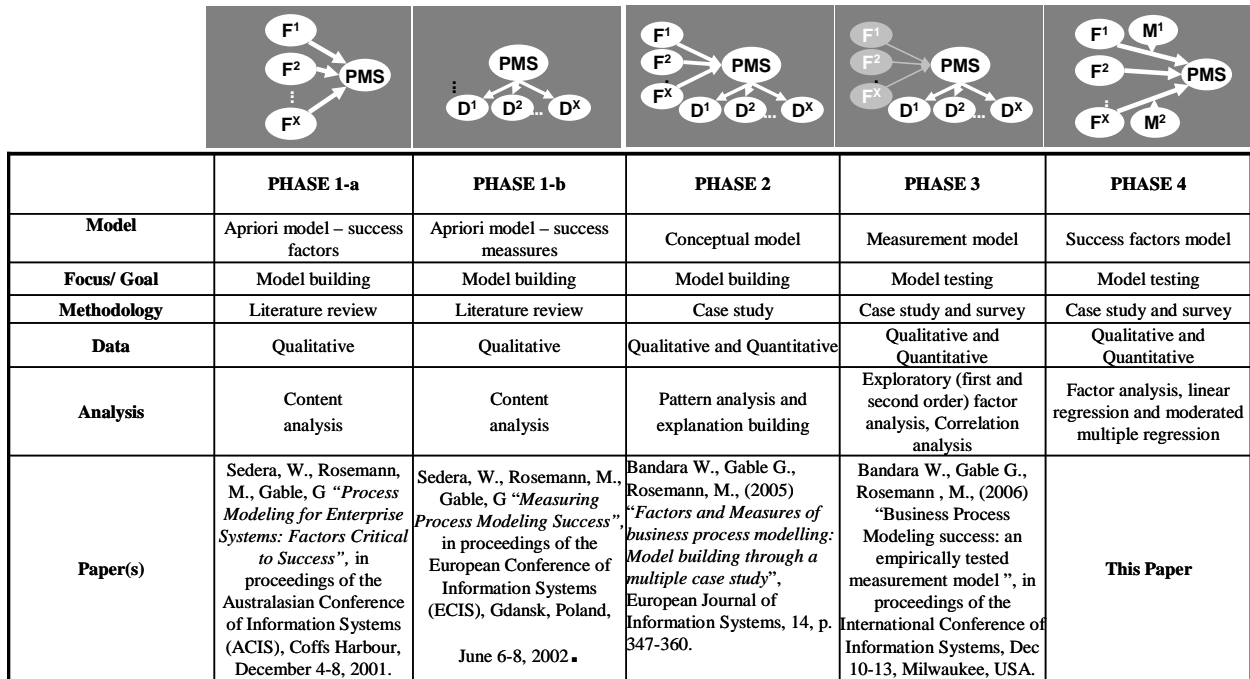 F1
F2
⋮
FX
PMS
PMS
⋮
D1
D2
...
DX
F1
F2
.
FX
PMS
D1
D2
...
DX
F1
F2
.
FX
PMS
D1
D2
...
DX
F1
M1
F2
PMS
⋮
FX
M2
PHASE 1-a
PHASE 1-b
PHASE 2
PHASE 3
PHASE 4
Model
Apriori model – success
factors
Apriori model – success
meassures
Conceptual model
Measurement model
Success factors model
Focus/ Goal
Model building
Model building
Model building
Model testing
Model testing
Methodology
Literature review
Literature review
Case study
Case study and survey
Case study and survey
Data
Qualitative
Qualitative
Qualitative and Quantitative
Qualitative and
Quantitative
Qualitative and
Quantitative
Analysis
Content
analysis
Content
analysis
Pattern analysis and
explanation building
Exploratory (first and
second order) factor
analysis, Correlation
analysis
Factor analysis, linear
regression and moderated
multiple regression
Paper(s)
Sedera, W., Rosemann,
M., Gable, G “Process
Modeling for Enterprise
Systems: Factors Critical
to Success”, in
proceedings of the
Australasian Conference
of Information Systems
(ACIS), Coffs Harbour,
December 4-8, 2001.
Sedera, W., Rosemann, M.,
Gable, G “Measuring
Process Modeling Success”,
in proceedings of the
European Conference of
Information Systems
(ECIS), Gdansk, Poland,
June 6-8, 2002.
Bandara W., Gable G.,
Rosemann, M., (2005)
“Factors and Measures of
business process modelling:
Model building through a
multiple case study”,
European Journal of
Information Systems, 14, p.
347-360.
Bandara W., Gable G.,
Rosemann , M., (2006)
“Business Process
Modeling success: an
empirically tested
measurement model ”, in
proceedings of the
International Conference of
Information Systems, Dec
10-13, Milwaukee, USA.
This Paper